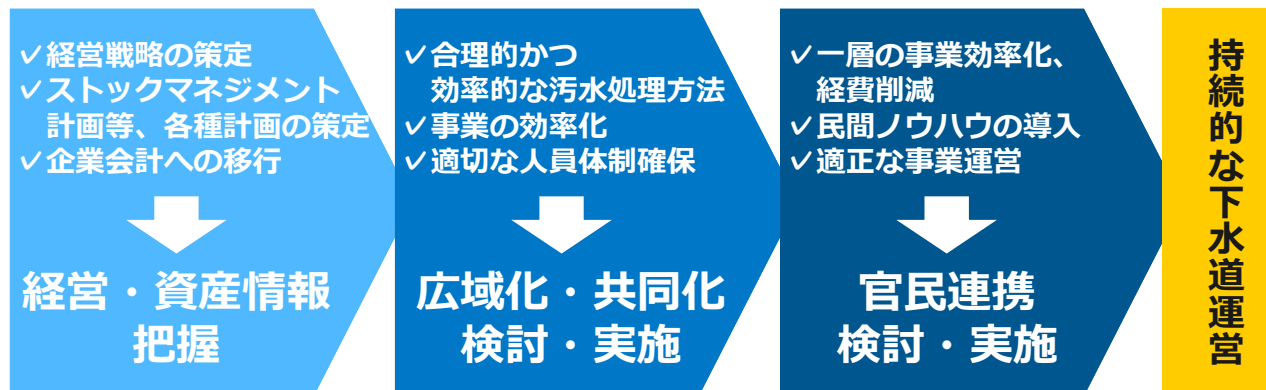 ✓経営戦略の策定
✓ストックマネジメント
計画等、各種計画の策定
✓企業会計への移行
経営・資産情報
把握
✓合理的かつ
効率的な汚水処理方法
✓事業の効率化
✓適切な人員体制確保
広域化・共同化
検討・実施
✓一層の事業効率化、
経費削減
✓民間ノウハウの導入
✓適正な事業運営
官民連携
検討・実施
持続的な下水道運営